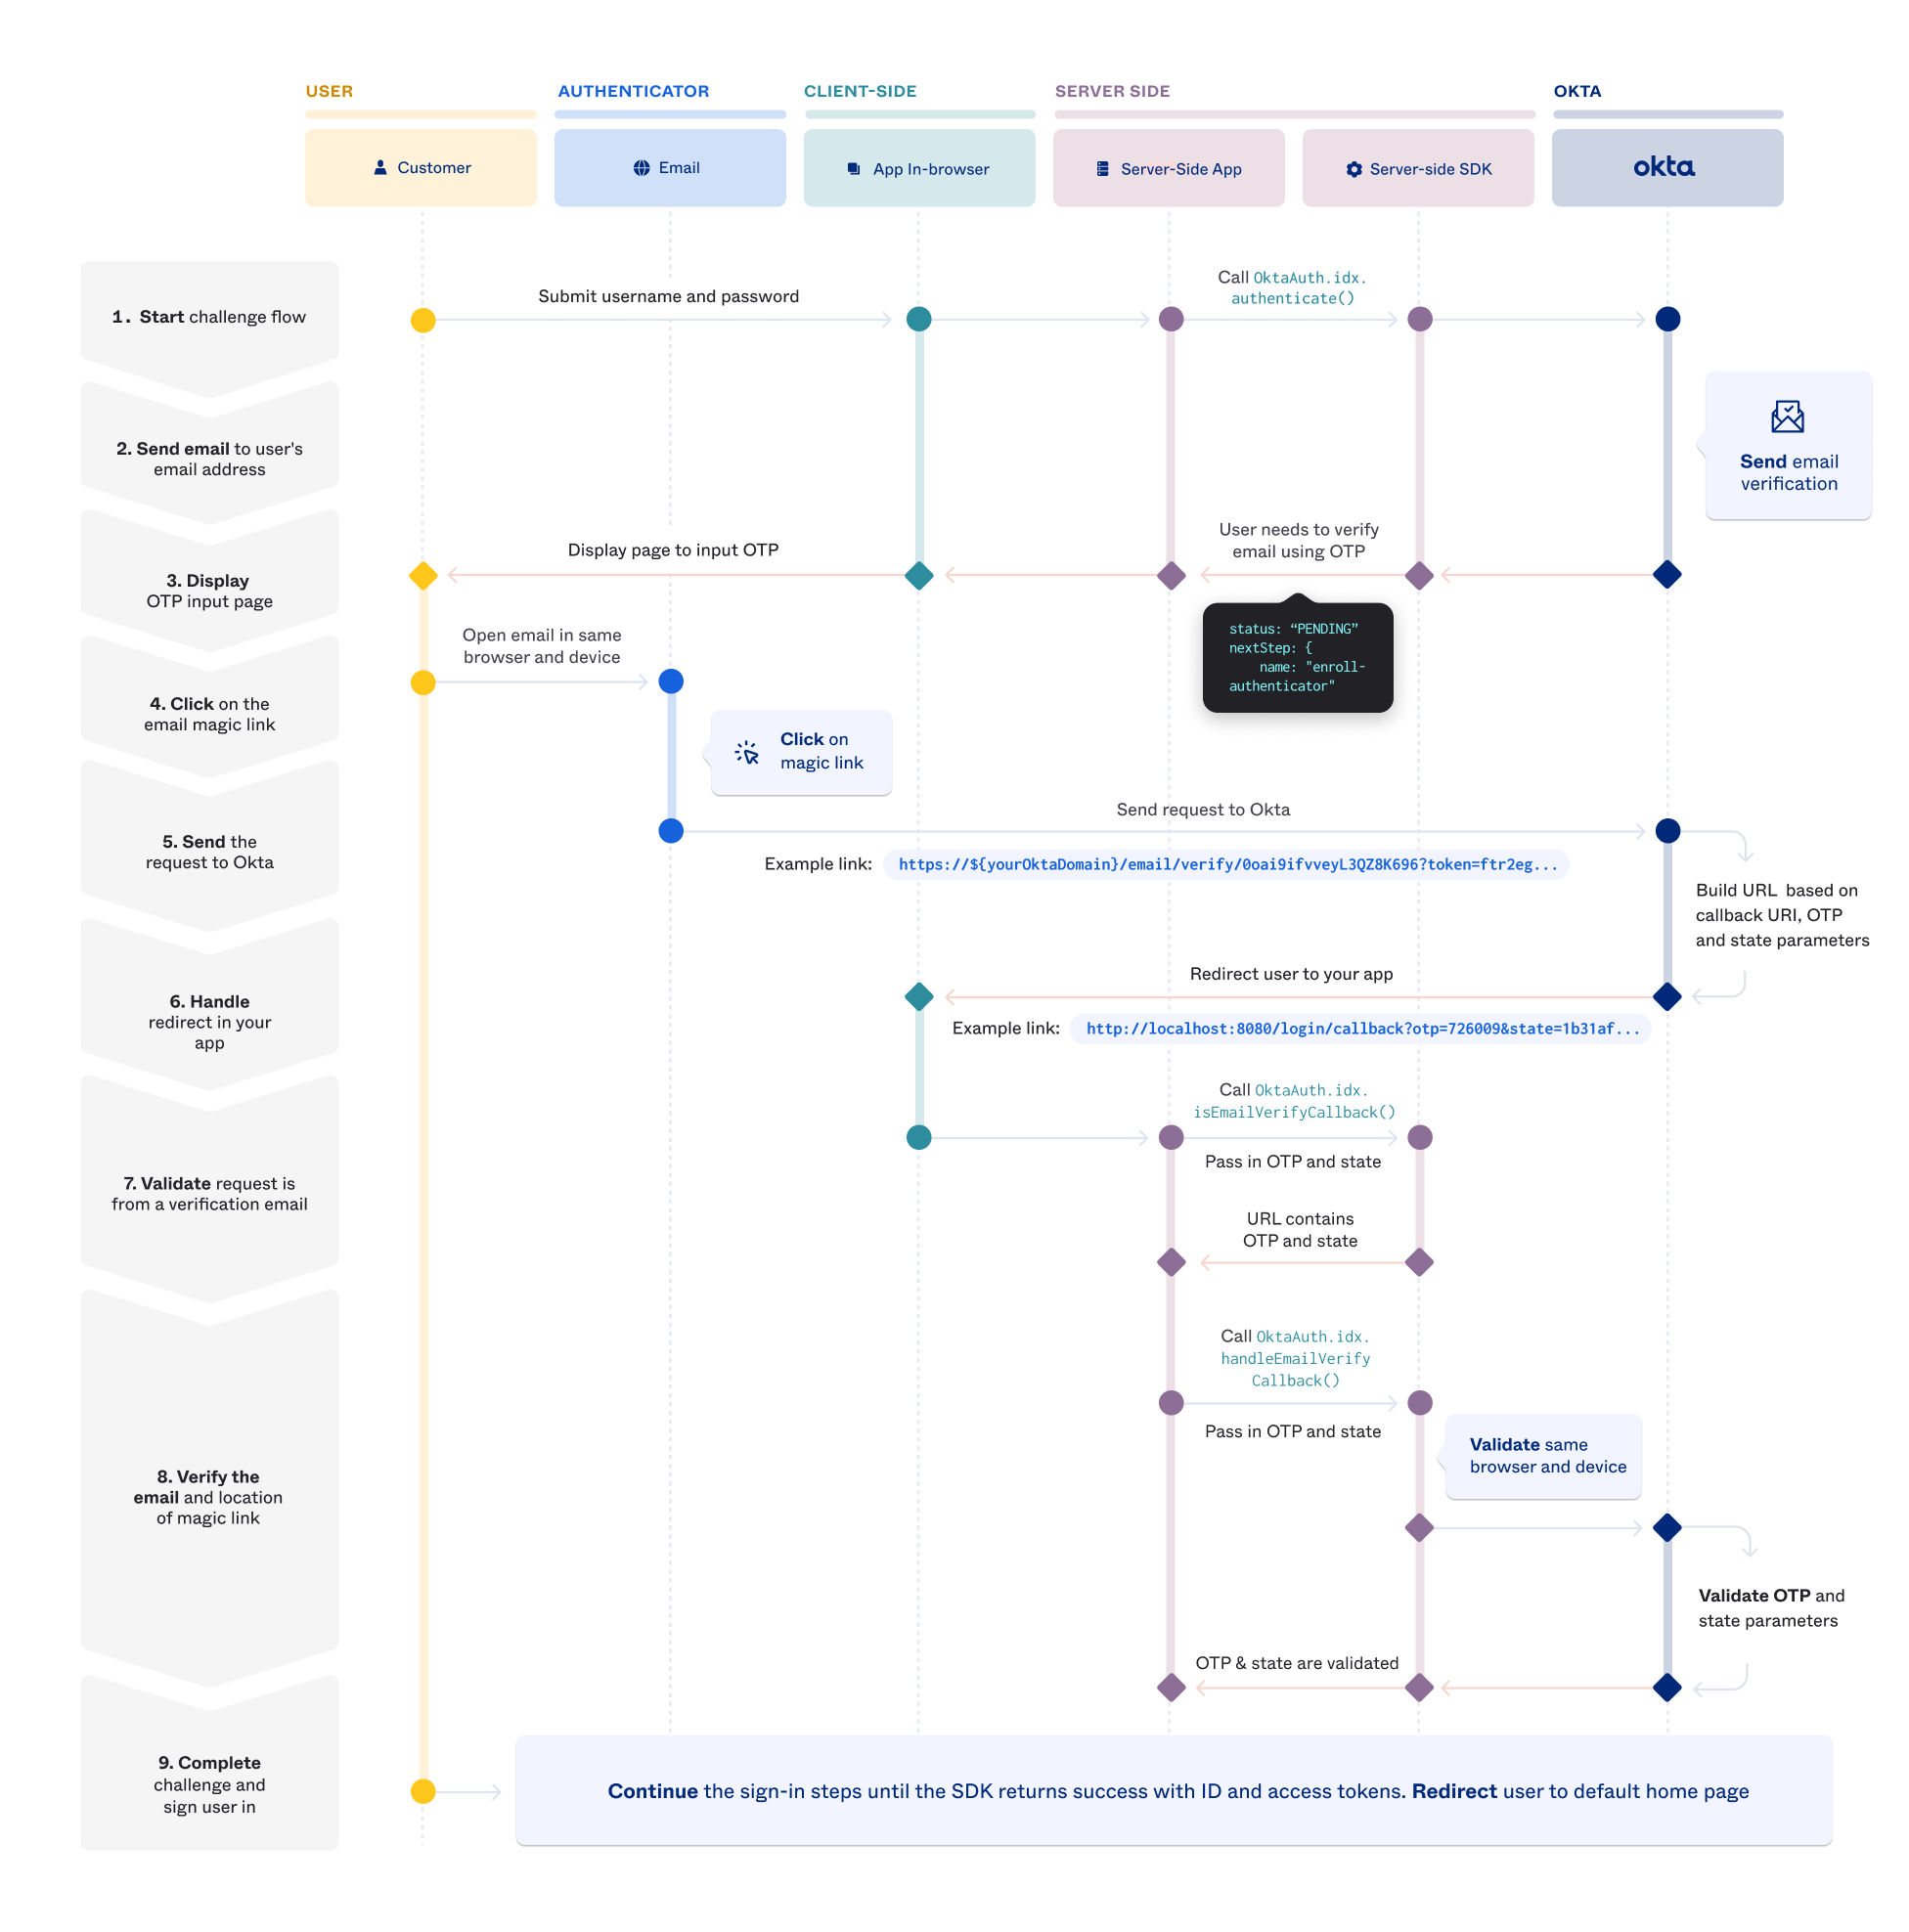 USER
AUTHENTICATOR
CLIENT-SIDE
SERVER SIDE
OKTA
Customer
Email
App In-browser
Server-Side App
Server-side SDK
okta
1. Start challenge flow
Submit username and password
Call OktaAuth.idx.
authenticate()
2. Send email to user's
email address
Send email
verification
3. Display
OTP input page
Display page to input OTP
User needs to verify
email using OTP
status: “PENDING”
nextStep: {
name: "enroll-
authenticator"
4. Click on the
email magic link
Open email in same
browser and device
Click on
magic link
5. Send the
request to Okta
Send request to Okta
Example link:
https://${yourOktaDomain}/email/verify/0oai9ifvveyL3QZ8K696?token=ftr2eg...
Build URL based on
callback URI, OTP
and state parameters
6. Handle
redirect in your
app
Redirect user to your app
Example link:
http://localhost:8080/login/callback?otp=726009&state=1b31af...
7. Validate request is
from a verification email
Call OktaAuth.idx.
isEmailVerifyCallback()
Pass in OTP and state
URL contains
OTP and state
8. Verify the
email and location
of magic link
Call OktaAuth.idx.
handleEmailVerify
Callback()
Pass in OTP and state
Validate same
browser and device
Validate OTP and
state parameters
OTP & state are validated
9. Complete
challenge and
sign user in
Continue the sign-in steps until the SDK returns success with ID and access tokens. Redirect user to default home page